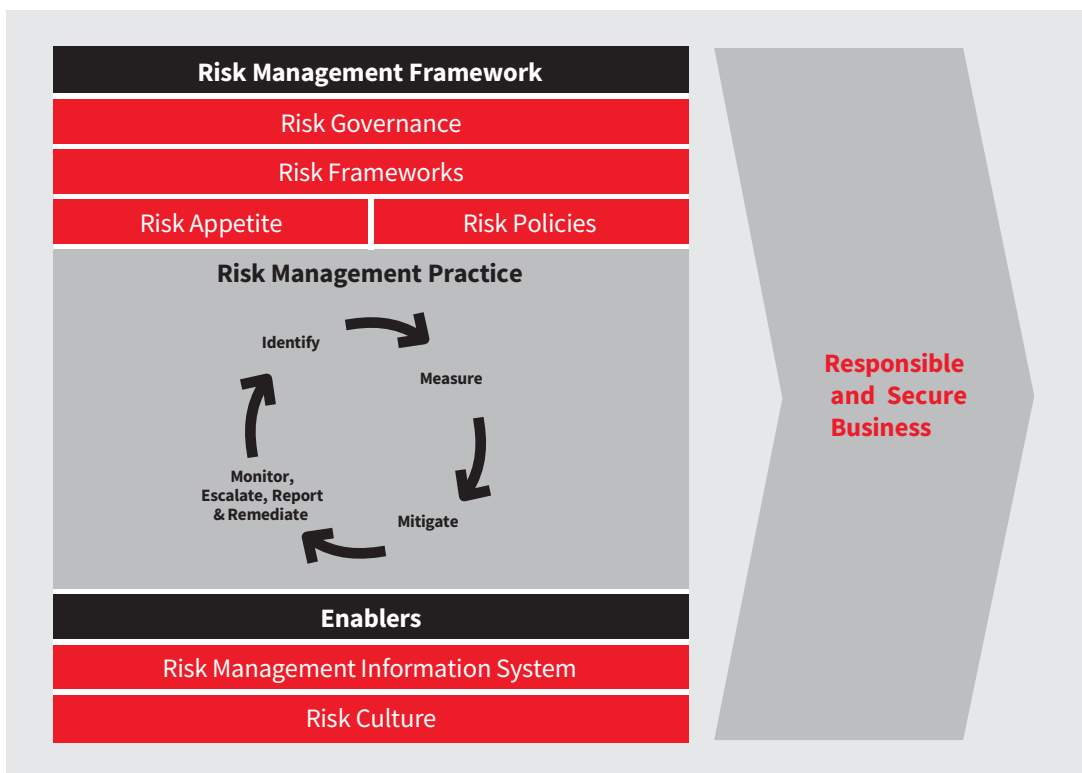 Risk Management Framework
Risk Governance
Risk Frameworks
Risk Appetite
Risk Policies
Risk Management Practice
Identify
Measure
Mitigate
Monitor,
Escalate, Report
& Remediate
Enablers
Risk Management Information System
Risk Culture
Responsible
and Secure
Business